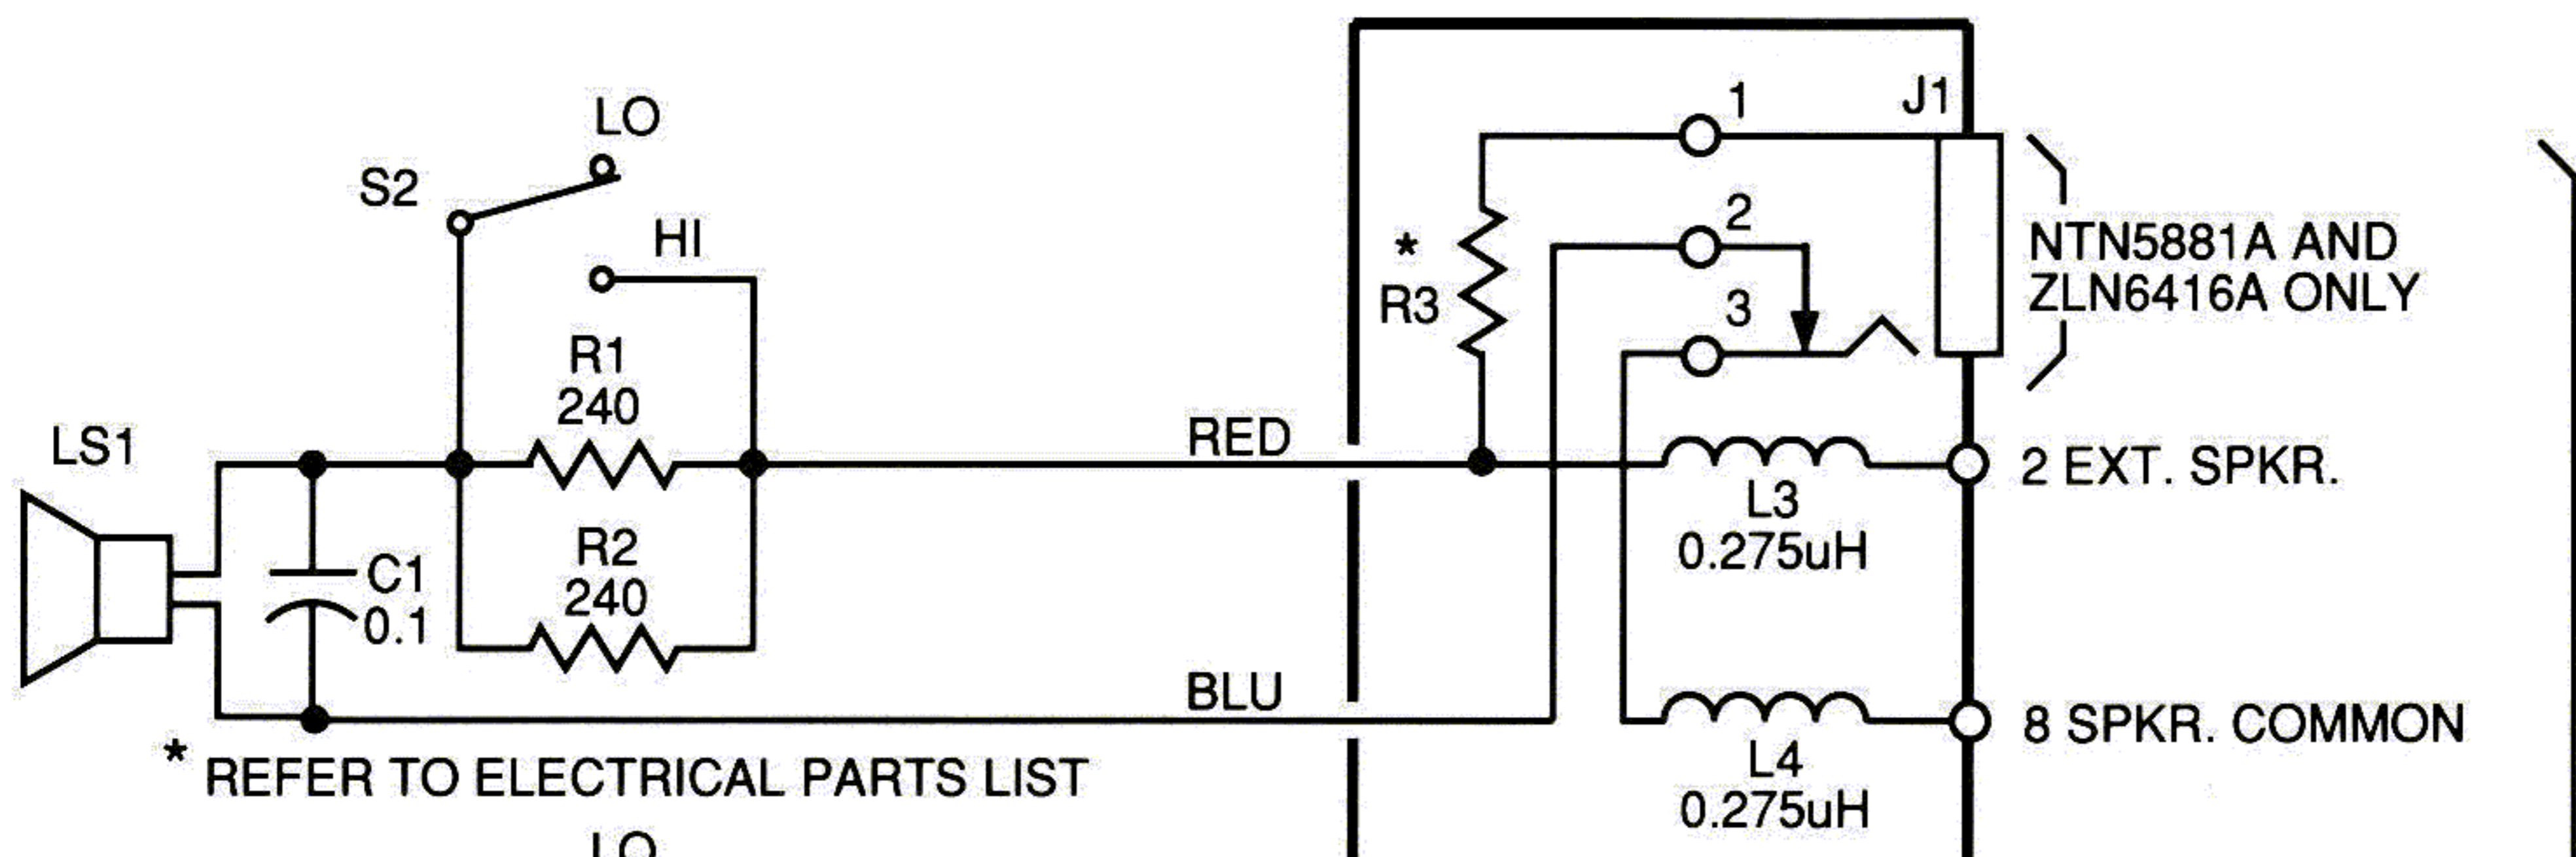 LO
S2
HI
R1
240
LS1
R2
240
C1
0.1
RED
BLU
* REFER TO ELECTRICAL PARTS LIST
LO
1
J1
2
*
R3
3
NTN5881A AND
ZLN6416A ONLY
2 EXT. SPKR.
L3
0.275uH
8 SPKR. COMMON
L4
0.275uH